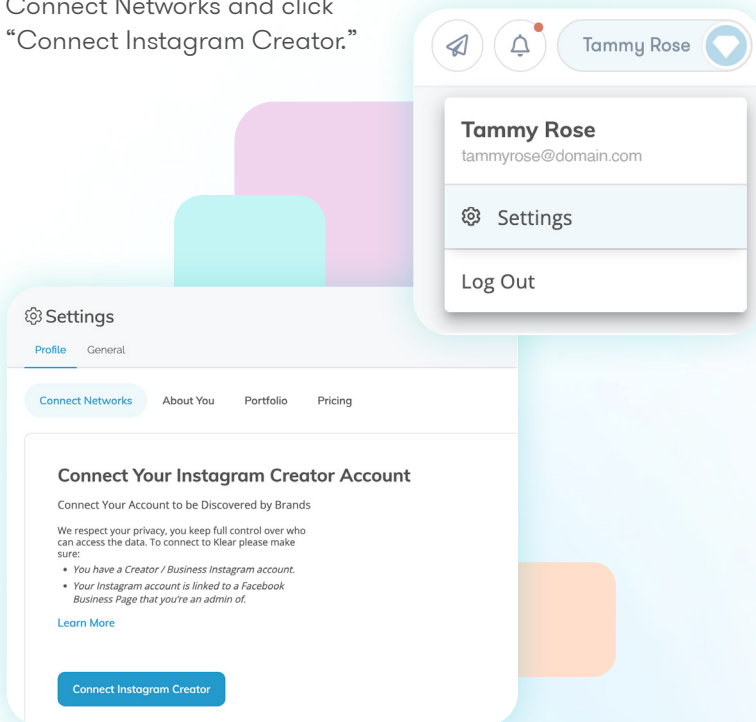 Connect Networks and click
“Connect Instagram Creator.”
Tammy Rose
Tammy Rose
tammyrose@domain.com
Settings
Log Out
Settings
Profile General
Connect Networks About You Portfolio Pricing
Connect Your Instagram Creator Account
Connect Your Account to be Discovered by Brands
We respect your privacy, you keep full control over who
can access the data. To connect to Klear please make
sure:
• You have a Creator / Business Instagram account.
• Your Instagram account is linked to a Facebook
Business Page that you're an admin of.
Learn More
Connect Instagram Creator